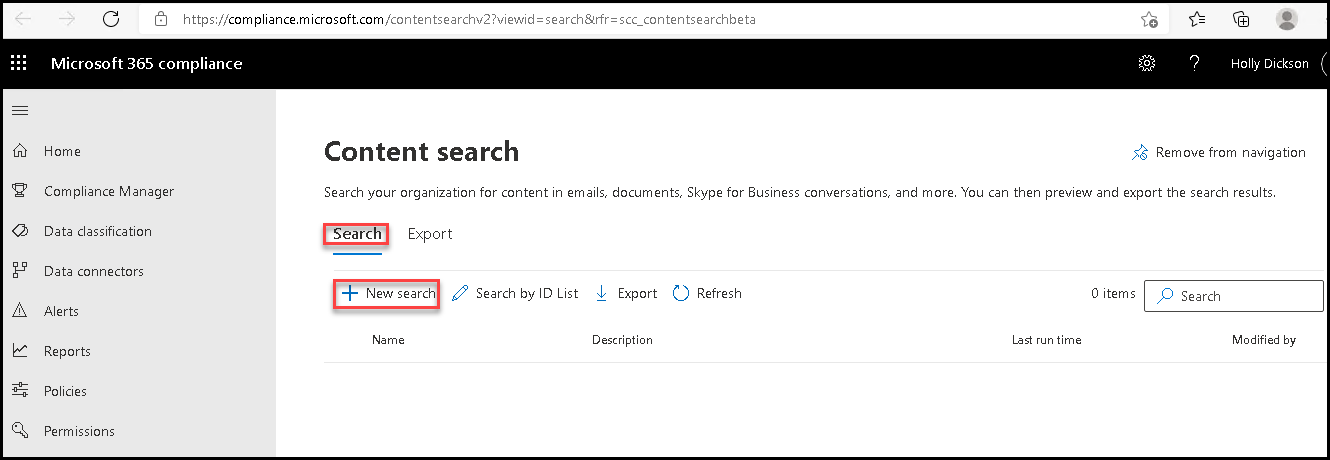 https://compliance.microsoft.com/contentsearchv2?viewid=search&rfr=scc_contentsearchbeta
Microsoft 365 compliance
Holly Dickson
Home
Compliance Manager
Data classification
Data connectors
Alerts
Reports
Policies
Permissions
Content search
Remove from navigation
Search your organization for content in emails, documents, Skype for Business conversations, and more. You can then preview and export the search results.
Search Export
New search Search by ID List Export Refresh 0 items Search
Name Description Last run time Modified by